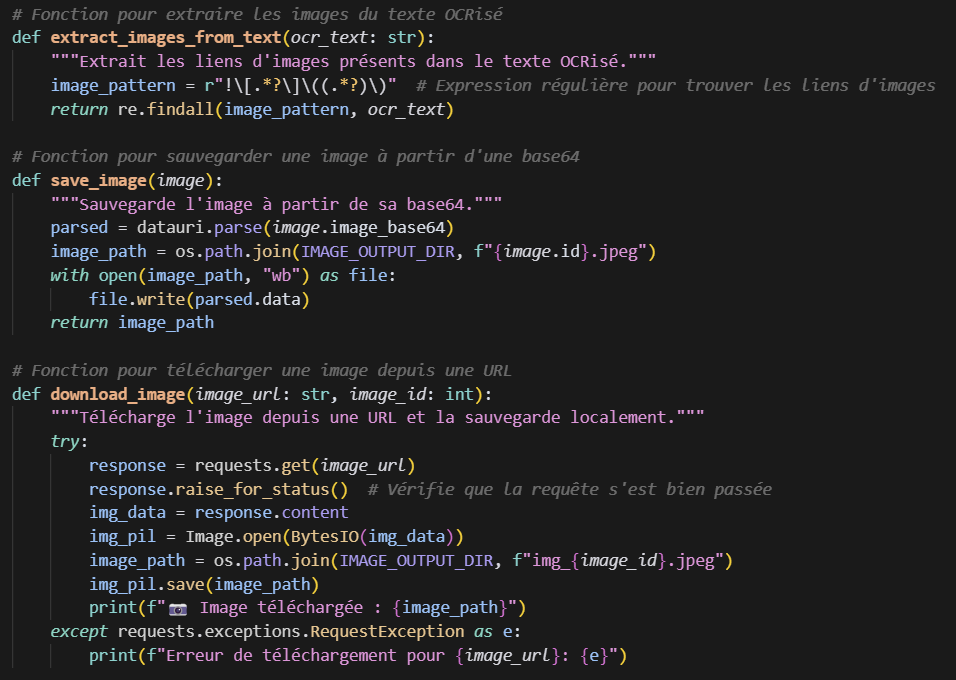 # Fonction pour extraire les images du texte OCRisé
def extract_images_from_text(ocr_text: str):
    """Extrait les liens d'images présents dans le texte OCRisé."""
    image_pattern = r"!\[.*?\]\((.*?)\)"  # Expression régulière pour trouver les liens d'images
    return re.findall(image_pattern, ocr_text)

# Fonction pour sauvegarder une image à partir d'une base64
def save_image(image):
    """Sauvegarde l'image à partir de sa base64."""
    parsed = datauri.parse(image.image_base64)
    image_path = os.path.join(IMAGE_OUTPUT_DIR, f"{image.id}.jpeg")
    with open(image_path, "wb") as file:
        file.write(parsed.data)
    return image_path

# Fonction pour télécharger une image depuis une URL
def download_image(image_url: str, image_id: int):
    """Télécharge l'image depuis une URL et la sauvegarde localement."""
    try:
        response = requests.get(image_url)
        response.raise_for_status()  # Vérifie que la requête s'est bien passée
        img_data = response.content
        img_pil = Image.open(BytesIO(img_data))
        image_path = os.path.join(IMAGE_OUTPUT_DIR, f"img_{image_id}.jpeg")
        img_pil.save(image_path)
        print(f"📷 Image téléchargée : {image_path}")
    except requests.exceptions.RequestException as e:
        print(f"Erreur de téléchargement pour {image_url}: {e}")